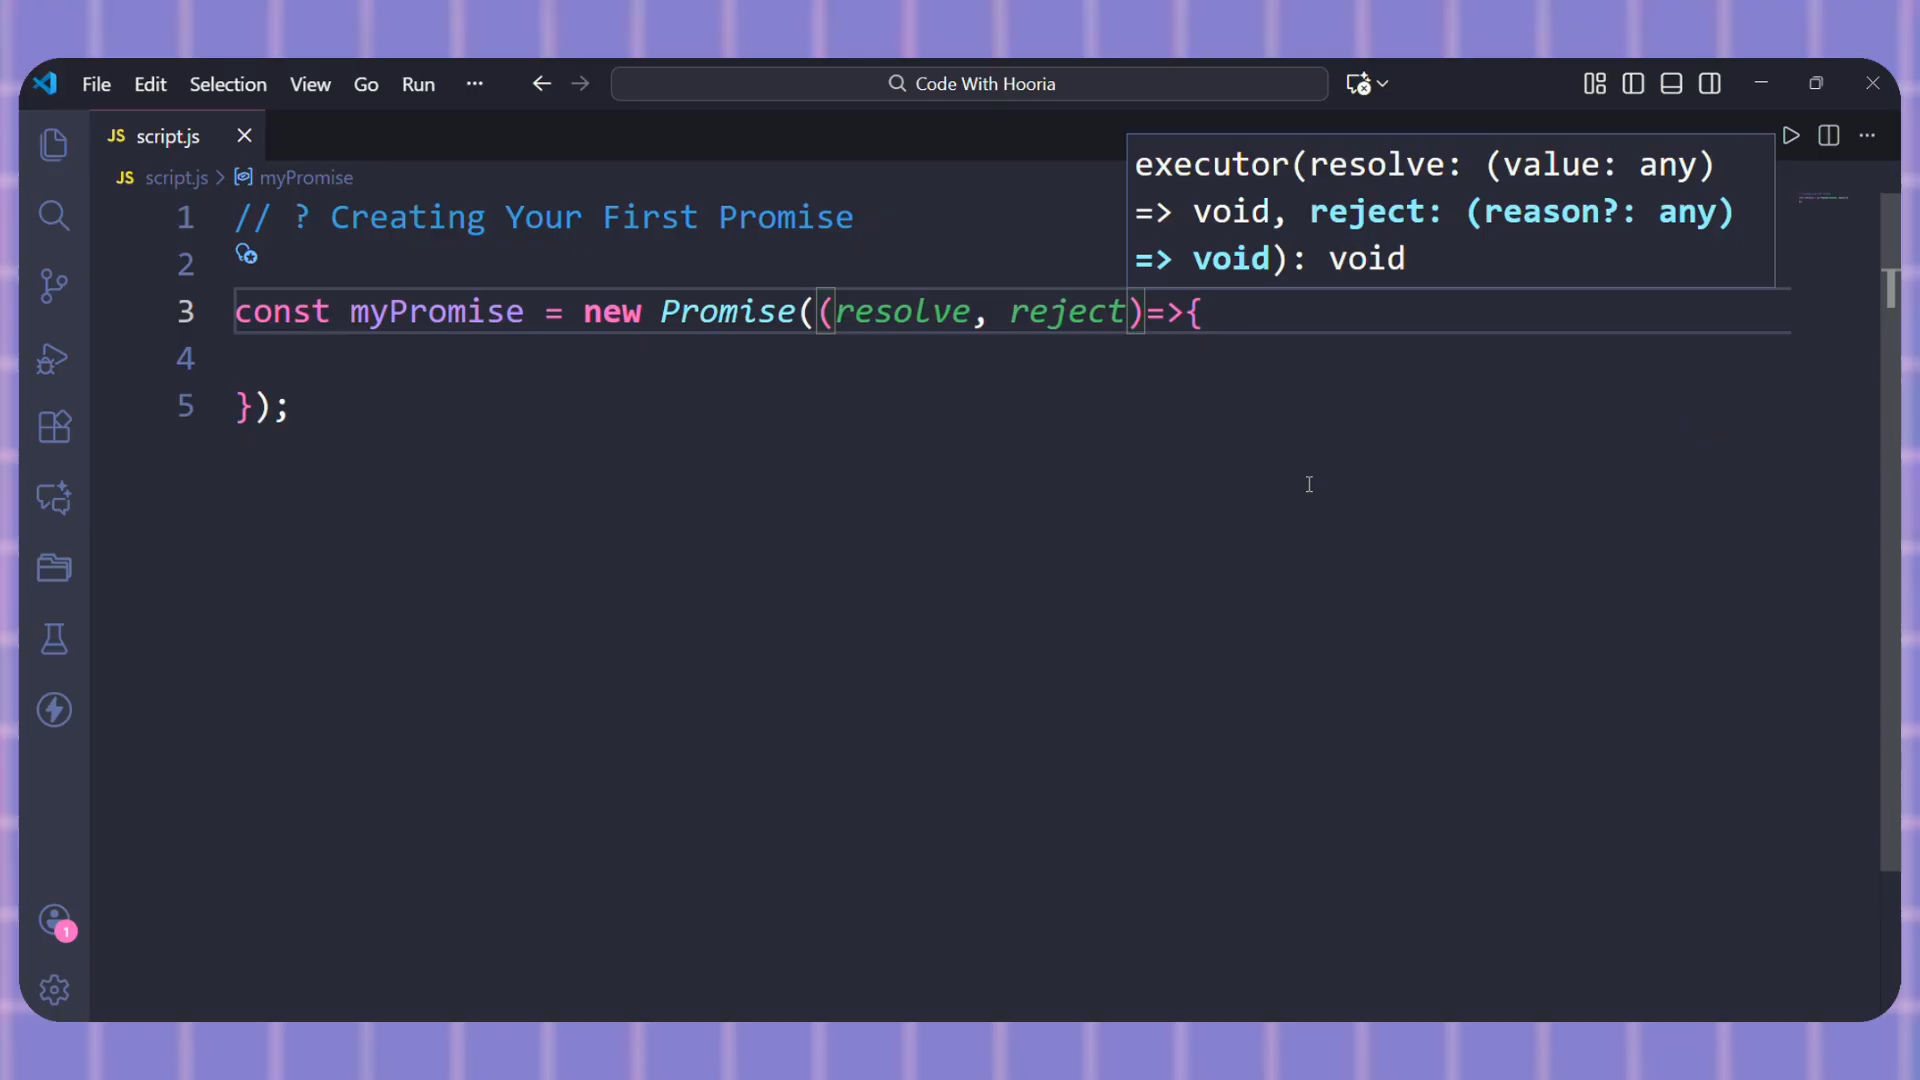 File Edit Selection View Go Run ··· Code With Hooria
JS script.js
JS script.js > myPromise
executor(resolve: (value: any)
=> void, reject: (reason?: any)
=> void): void
1 // ? Creating Your First Promise
2
3 const myPromise = new Promise((resolve, reject)=>{
4
5 });
1